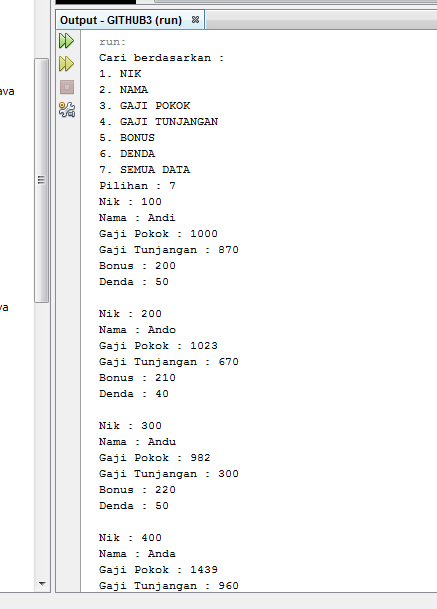 Output - GITHUB3 (run)
run:
Cari berdasarkan :
1. NIK
2. NAMA
3. GAJI POKOK
4. GAJI TUNJANGAN
5. BONUS
6. DENDA
7. SEMUA DATA
Pilihan : 7
Nik : 100
Nama : Andi
Gaji Pokok : 1000
Gaji Tunjangan : 870
Bonus : 200
Denda : 50
Nik : 200
Nama : Ando
Gaji Pokok : 1023
Gaji Tunjangan : 670
Bonus : 210
Denda : 40
Nik : 300
Nama : Andu
Gaji Pokok : 982
Gaji Tunjangan : 300
Bonus : 220
Denda : 50
Nik : 400
Nama : Anda
Gaji Pokok : 1439
Gaji Tunjangan : 960